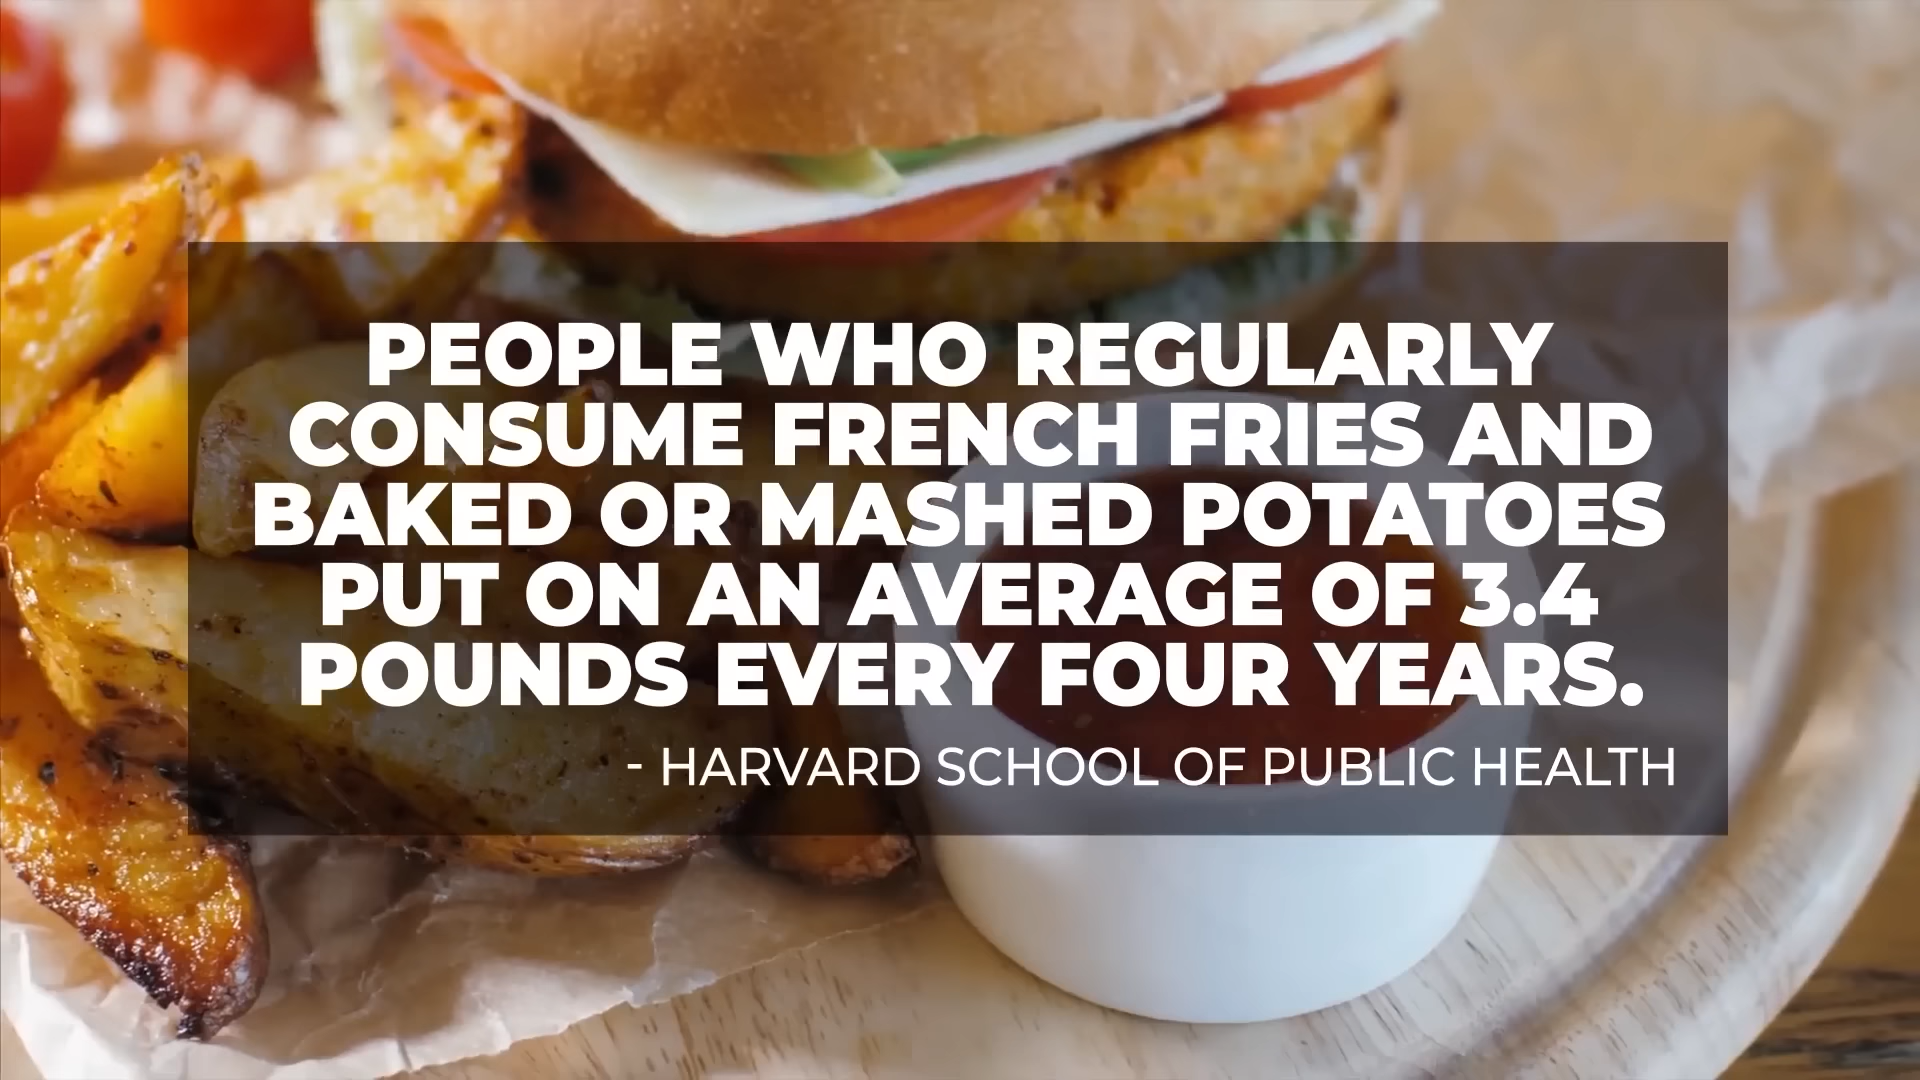 PEOPLE WHO REGULARLY
CONSUME FRENCH FRIES AND
BAKED OR MASHED POTATOES
PUT ON AN AVERAGE OF 3.4
POUNDS EVERY FOUR YEARS.
- HARVARD SCHOOL OF PUBLIC HEALTH